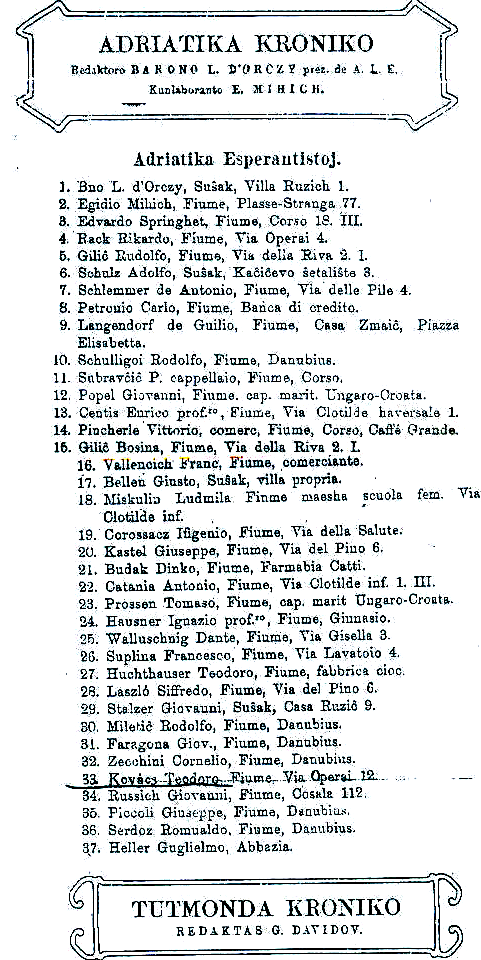 ADRIATIKA KRONIKO
Redaktoro BARONO L. D'ORCZY prez. de A. L. E.
Kunlaboranto E. MIHICH.
Adriatika Esperantistoj.
1. Bno L. d'Orczy, Sušak, Villa Ruzich 1.
2. Egidio Mihich, Fiume, Plasse-Stranga 77.
3. Edvardo Springhet, Fiume, Corso 18. III.
4. Rack Rikardo, Fiume, Via Operai 4.
5. Gilić Rudolfo, Fiume, Via della Riva 2. I.
6. Schulz Adolfo, Sušak, Kačičevo šetalište 3.
7. Schlemmer de Antonio, Fiume, Via delle Pile 4.
8. Petronio Carlo, Fiume, Banca di credito.
9. Langendorf de Guilio, Fiume, Casa Zmaić, Piazza
Elisabetta.
10. Schulligoi Rodolfo, Fiume, Danubius.
11. Subravčić P. cappellaio, Fiume, Corso.
12. Popel Giovanni, Fiume. cap. marit. Ungaro-Croata.
13. Centis Enrico prof.ro, Fiume, Via Clotilde haversale 1.
14. Pincherle Vittorio, comerc, Fiume, Corso, Caffé Grande.
15. Gilić Bosina, Fiume, Via della Riva 2. I.
16. Vallencich Franc, Fiume, comerciante.
17. Bellen Giusto, Sušak, villa propria.
18. Miskulin Ludmila Finme maesha scuola fem. Via
Clotilde inf.
19. Corossacz Ifigenio, Fiume, Via della Salute.
20. Kastel Giuseppe, Fiume, Via del Pino 6.
21. Budak Dinko, Fiume, Farmabia Catti.
22. Catania Antonio, Fiume, Via Clotilde inf. 1. III.
23. Prossen Tomaso, Fiume, cap. marit Ungaro-Croata.
24. Hausner Ignazio prof.ro, Fiume, Ginnasio.
25. Walluschnig Dante, Fiume, Via Gisella 3.
26. Suplina Francesco, Fiume, Via Lavatoio 4.
27. Huchthauser Teodoro, Fiume, fabbrica cioc.
28. Laszló Siffredo, Fiume, Via del Pino 6.
29. Stalzer Giovanni, Sušak, Casa Ruzić 9.
30. Miletić Rodolfo, Fiume, Danubius.
31. Faragona Giov., Fiume, Danubius.
32. Zecchini Cornelio, Fiume, Danubius.
33. Kovács Teodoro Fiume, Via Operai 12.
34. Russich Giovanni, Fiume, Cosala 112.
35. Piccoli Giuseppe, Fiume, Danubius.
36. Serdoz Romualdo, Fiume, Danubius.
37. Heller Guglielmo, Abbazia.
TUTMONDA KRONIKO
REDAKTAS G. DAVIDOV.